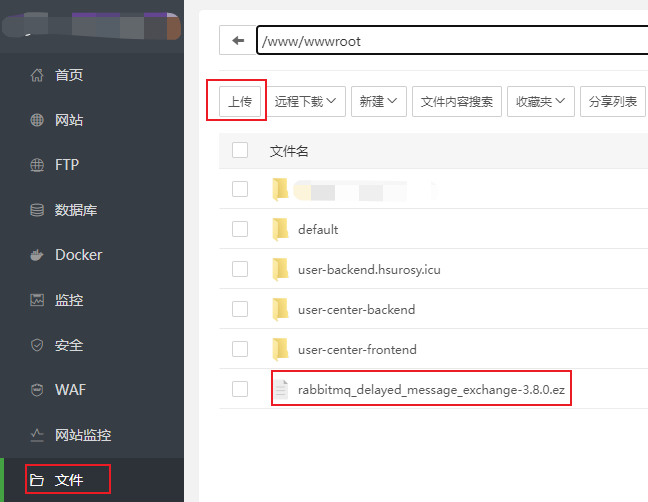 /www/wwwroot
首页
网站
FTP
数据库
Docker
监控
安全
WAF
网站监控
文件
上传 远程下载 新建 文件内容搜索 收藏夹 分享列表
文件名
default
user-backend.hsurosy.icu
user-center-backend
user-center-frontend
rabbitmq_delayed_message_exchange-3.8.0.ez